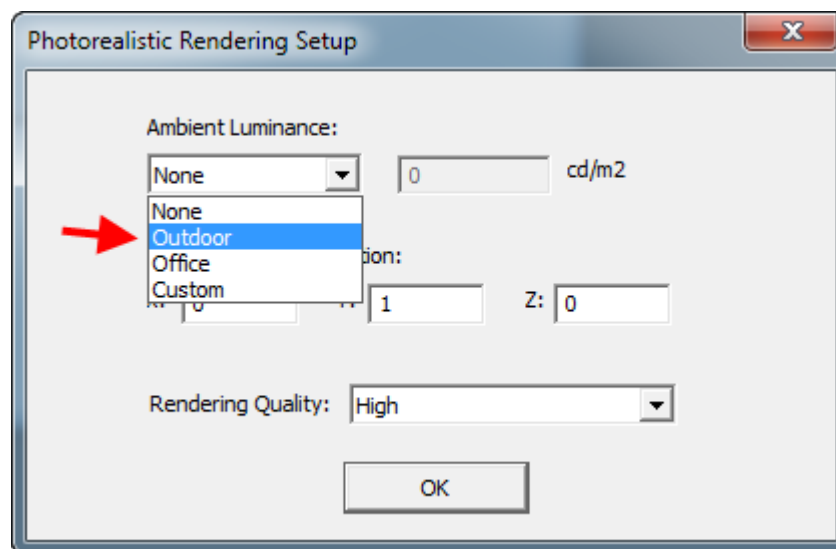 Photorealistic Rendering Setup
Ambient Luminance:
None 0 cd/m2
None
Outdoor
Office
Custom
1 Z: 0
Rendering Quality: High
OK